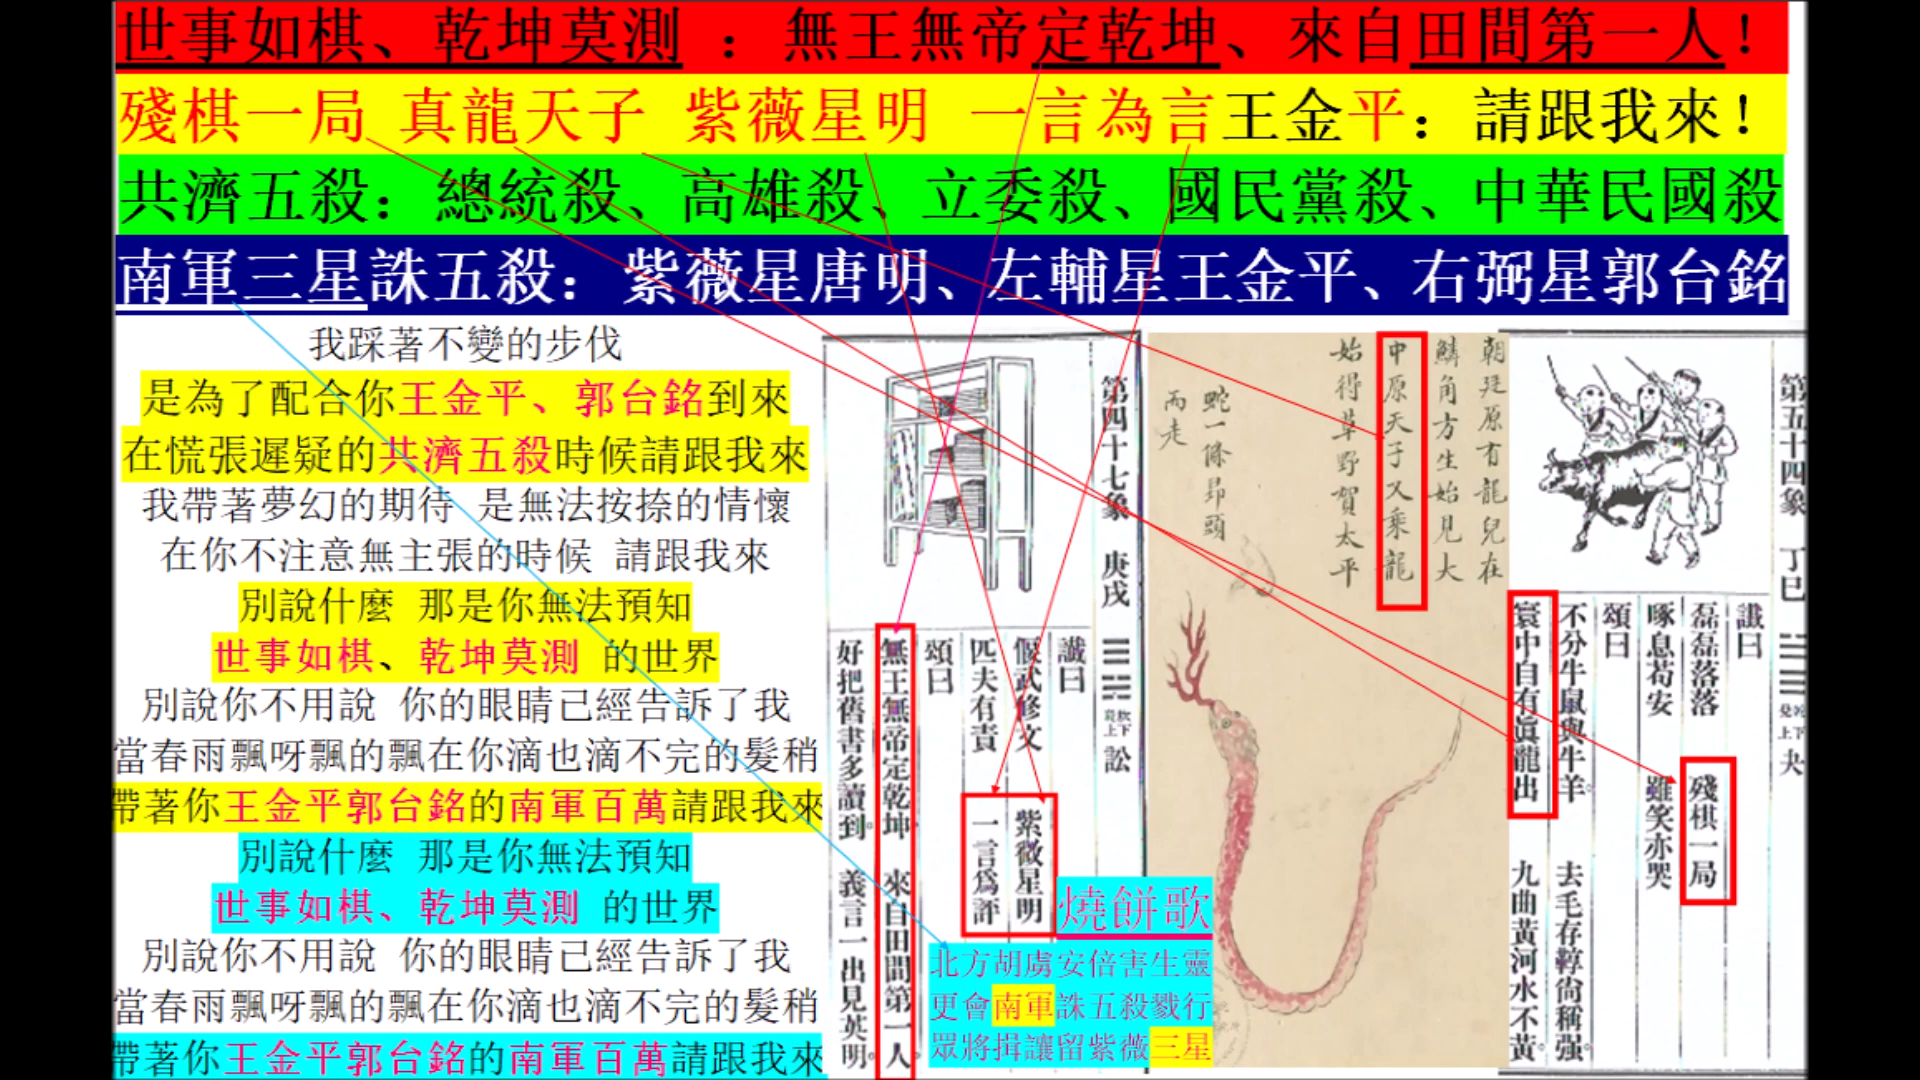 世事如棋、乾坤莫測 ：無王無帝定乾坤、來自田間第一人！
殘棋一局 真龍天子 紫薇星明 一言為言王金平：請跟我來！
共濟五殺：總統殺、高雄殺、立委殺、國民黨殺、中華民國殺
南軍三星誅五殺：紫薇星唐明、左輔星王金平、右弼星郭台銘
我踩著不變的步伐
是為了配合你王金平、郭台銘到來
在慌張遲疑的共濟五殺時候請跟我來
我帶著夢幻的期待 是無法按捺的情懷
在你不注意無主張的時候 請跟我來
別說什麼 那是你無法預知
世事如棋、乾坤莫測 的世界
別說你不用說 你的眼睛已經告訴了我
當春雨飄呀飄的飄在你滴也滴不完的髮稍
帶著你王金平郭台銘的南軍百萬請跟我來
別說什麼 那是你無法預知
世事如棋、乾坤莫測 的世界
別說你不用說 你的眼睛已經告訴了我
當春雨飄呀飄的飄在你滴也滴不完的髮稍
帶著你王金平郭台銘的南軍百萬請跟我來
第四十七象 庚戌
坎下乾上 訟
讖曰
偃武修文 紫微星明
匹夫有責 一言為評
頌曰
無王無帝定乾坤 來自田間第一人
好把舊書多讀到 義言一出見英明
燒餅歌
北方胡虜安倍害生靈
更會南軍誅五殺戮行
眾將揖讓留紫薇三星
朝廷原有龍兒在
鱗角方生始見大
中原天子又乘龍
始得草野賀太平
蛇一條昂頭
而走
第五十四象 丁巳
乾下兌上 夬
讖曰
磊磊落落 殘棋一局
啄息苟安 雖笑亦哭
頌曰
不分牛鼠與牛羊 去毛存鞟尚稱强
寰中自有真龍出 九曲黃河水不黃